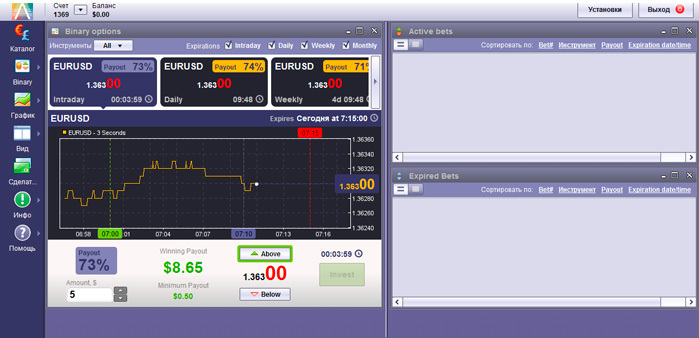 Счет
1369
Баланс
$0.00
Установки
Выход
Каталог
Binary
График
Вид
Сделат...
Инфо
Помощь
Binary options
Инструменты All
Expirations Intraday Daily Weekly Monthly
EURUSD Payout 73%
1.36300
Intraday 00:03:59
EURUSD Payout 74%
1.36300
Daily 09:48
EURUSD Payout 71%
1.36300
Weekly 4d 09:48
EURUSD
Expires Сегодня at 7:15:00
EURUSD - 3 Seconds
07:15
1.36360
1.36340
1.36320
1.36300
1.36280
1.36260
1.36240
06:58 07:00 07:04 07:07 07:10 07:13 07:16
Payout
73%
Amount, $
5
Winning Payout
$8.65
Minimum Payout
$0.50
Above
1.36300
Below
00:03:59
Invest
Active bets
Сортировать по: Bet# Инструмент Payout Expiration date/time
Expired Bets
Сортировать по: Bet# Инструмент Payout Expiration date/time